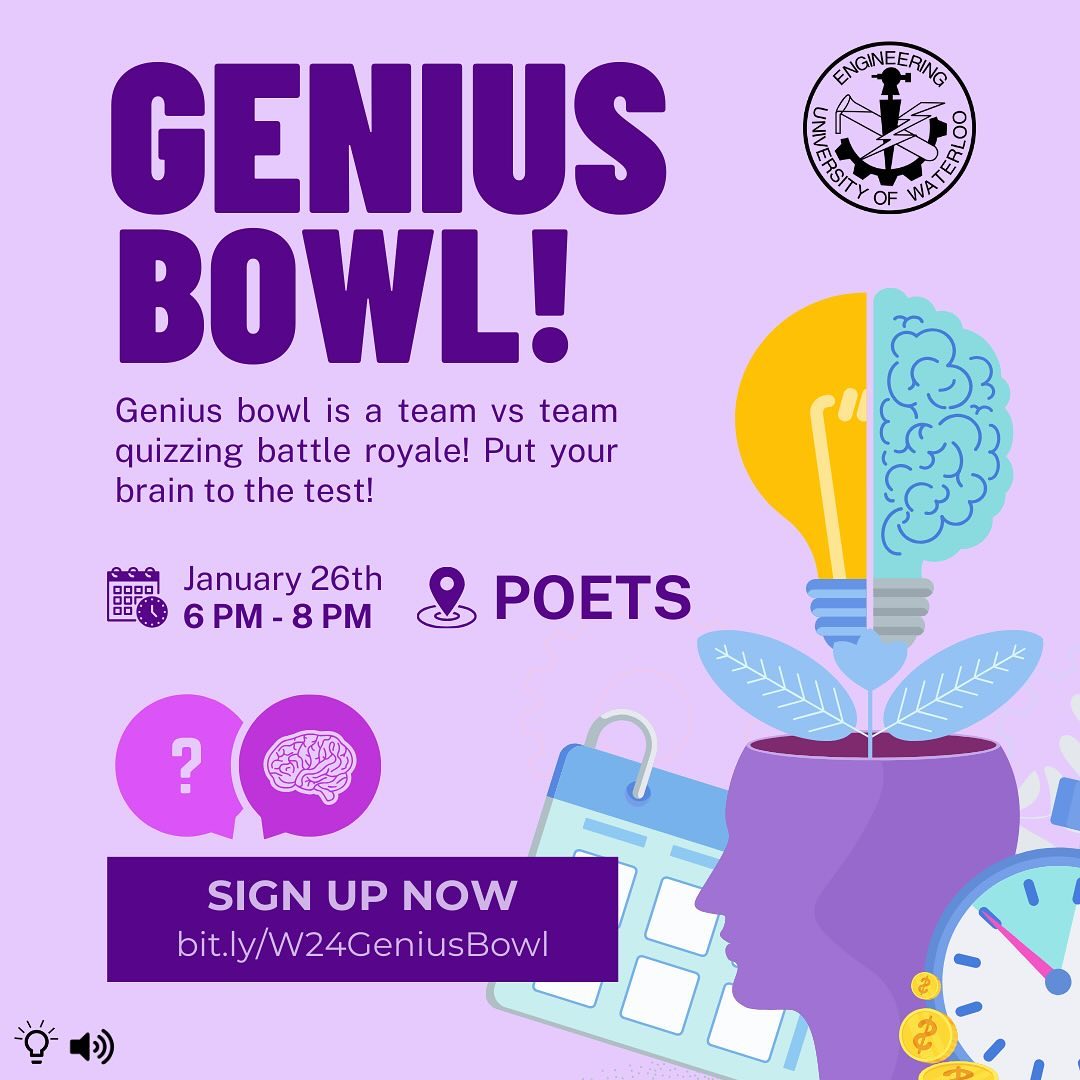 GENIUS
BOWL!
ENGINEERING
UNIVERSITY OF WATERLOO
Genius bowl is a team vs team
quizzing battle royale! Put your
brain to the test!
January 26th
6 PM - 8 PM
POETS
?
SIGN UP NOW
bit.ly/W24GeniusBowl
$
$